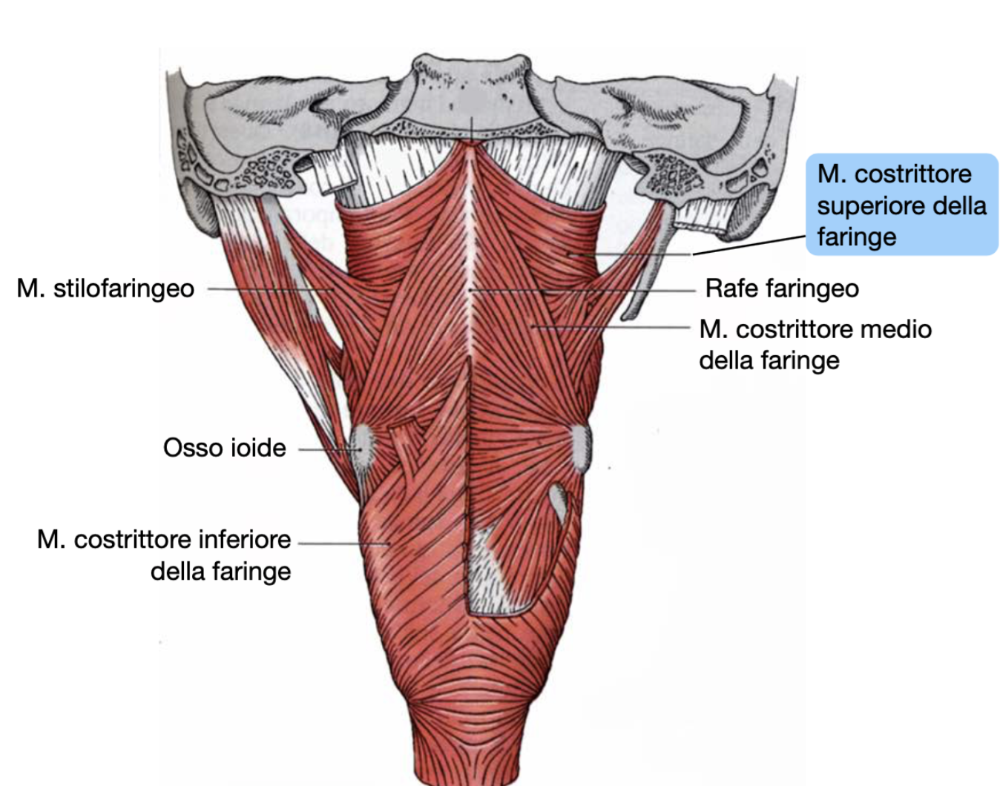 M. costrittore
superiore della
faringe
M. stilofaringeo
Rafe faringeo
M. costrittore medio
della faringe
Osso ioide
M. costrittore inferiore
della faringe